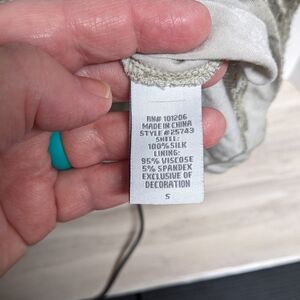 RN# 101206
MADE IN CHINA
STYLE #25743
SHELL:
100% SILK
LINING:
95% VISCOSE
5% SPANDEX
EXCLUSIVE OF
DECORATION
S